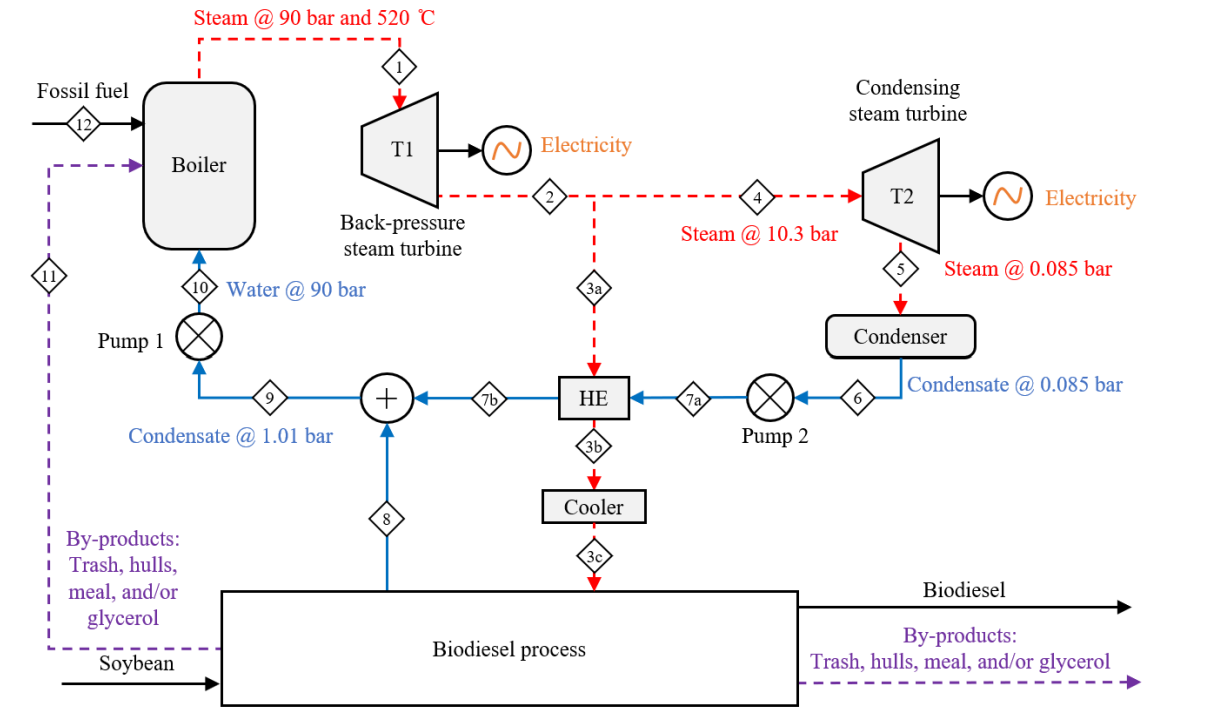 Steam @ 90 bar and 520 ℃
1
Fossil fuel
12
Boiler
T1
Electricity
Back-pressure
steam turbine
2
4
Condensing
steam turbine
T2
Electricity
Steam @ 10.3 bar
5
Steam @ 0.085 bar
11
10
Water @ 90 bar
3a
Pump 1
Condenser
Condensate @ 0.085 bar
9
7b
HE
7a
6
Pump 2
Condensate @ 1.01 bar
3b
Cooler
8
3c
By-products:
Trash, hulls,
meal, and/or
glycerol
Soybean
Biodiesel process
Biodiesel
By-products:
Trash, hulls, meal, and/or glycerol